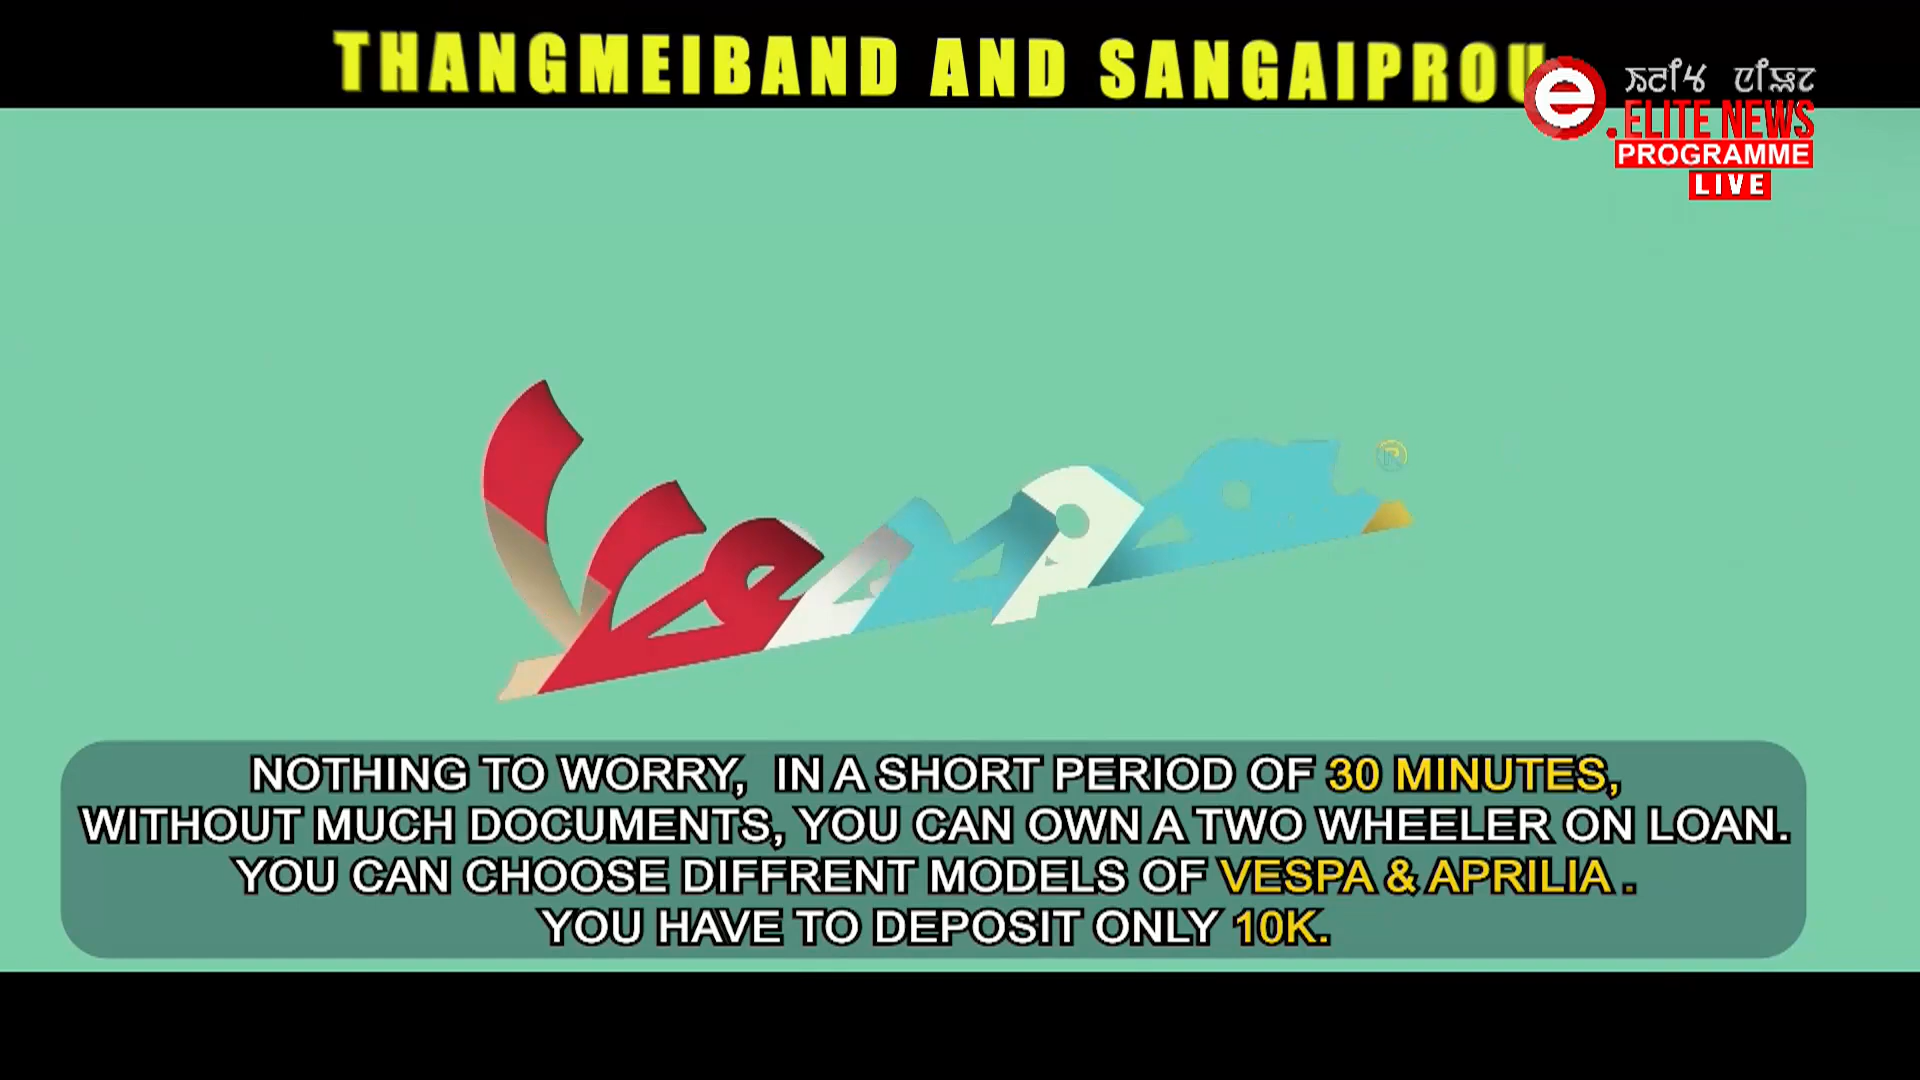 THANGMEIBAND AND SANGAIPROU
e
.ELITE NEWS
PROGRAMME
LIVE
Vespa
®
NOTHING TO WORRY, IN A SHORT PERIOD OF 30 MINUTES,
WITHOUT MUCH DOCUMENTS, YOU CAN OWN A TWO WHEELER ON LOAN.
YOU CAN CHOOSE DIFFRENT MODELS OF VESPA & APRILIA .
YOU HAVE TO DEPOSIT ONLY 10K.